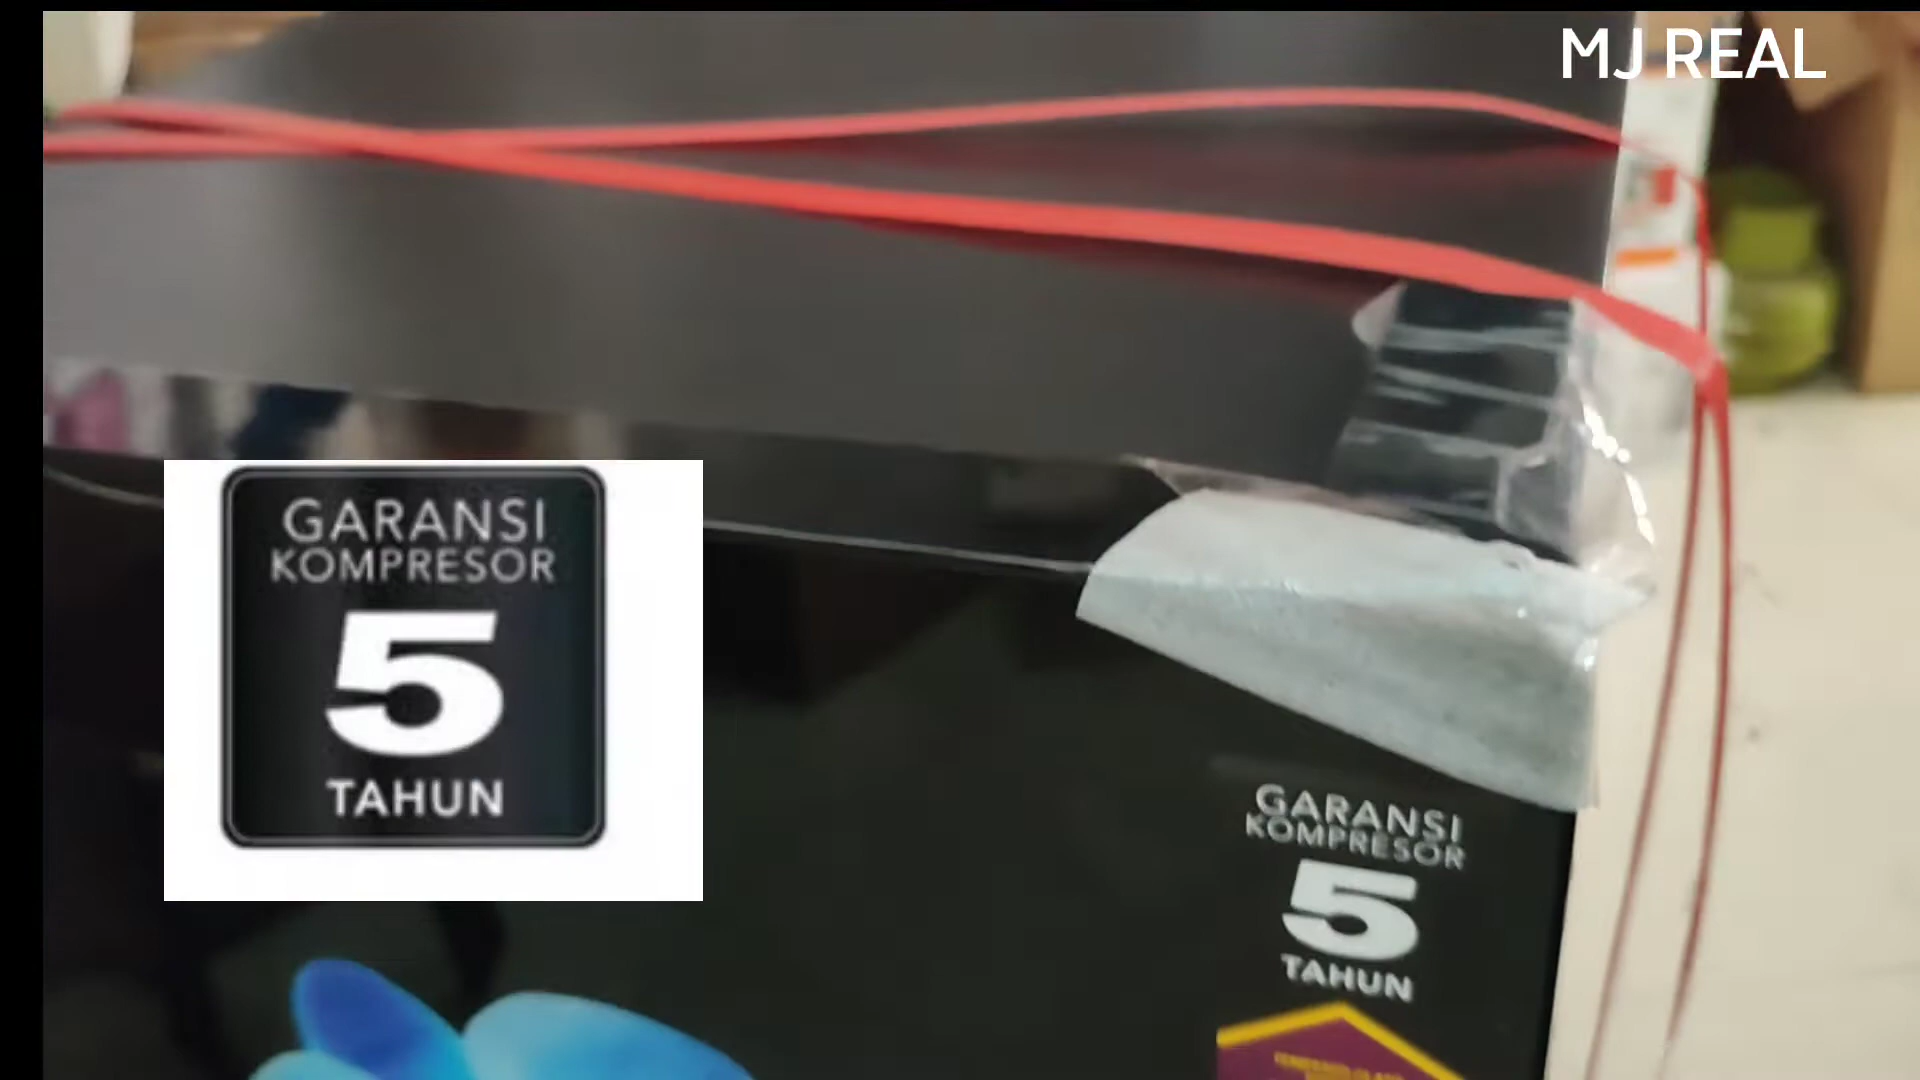 MJ REAL
GARANSI
KOMPRESOR
5
TAHUN
GARANSI
KOMPRESOR
5
TAHUN